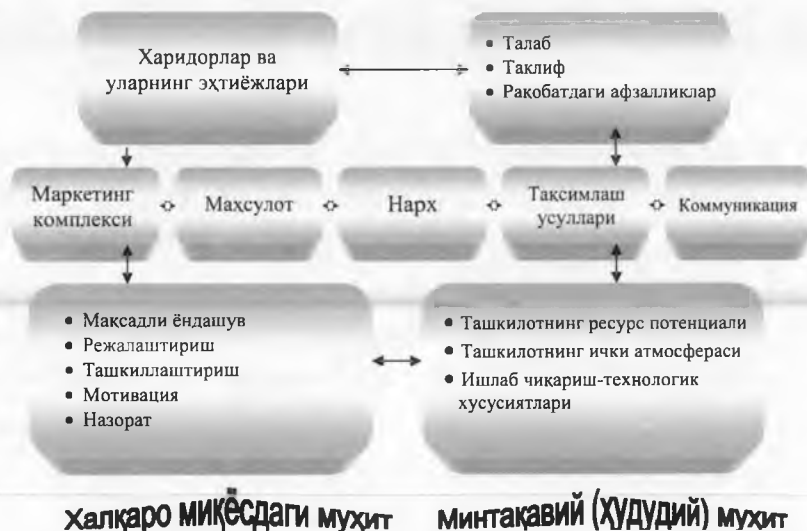 Харидорлар ва
уларнинг эҳтиёжлари
• Талаб
• Таклиф
• Рақобатдаги афзалликлар
Маркетинг
комплекси
Махсулот
Нарх
Тақсимлаш
усуллари
Коммуникация
• Мақсадли ёндашув
• Режалаштириш
• Ташкиллаштириш
• Мотивация
• Назорат
• Ташкилотнинг ресурс потенциали
• Ташкилотнинг ички атмосфераси
• Ишлаб чиқариш-технологик
хусусиятлари
Халқаро миқёсдаги муҳит
Минтақавий (ҳудудий) муҳит